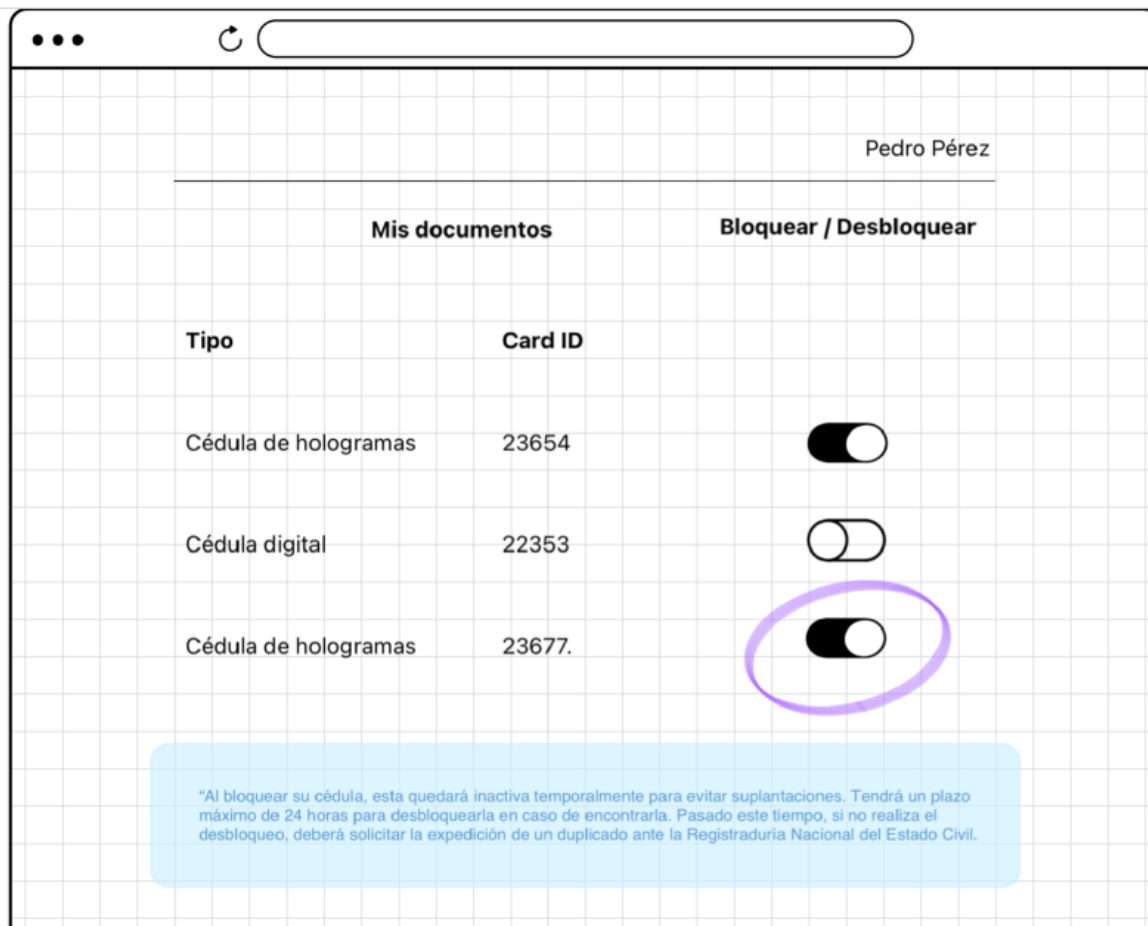 Pedro Pérez
Mis documentos Bloquear / Desbloquear
Tipo Card ID
Cédula de hologramas 23654
Cédula digital 22353
Cédula de hologramas 23677.
“Al bloquear su cédula, esta quedará inactiva temporalmente para evitar suplantaciones. Tendrá un plazo
máximo de 24 horas para desbloquearla en caso de encontrarla. Pasado este tiempo, si no realiza el
desbloqueo, deberá solicitar la expedición de un duplicado ante la Registraduría Nacional del Estado Civil.